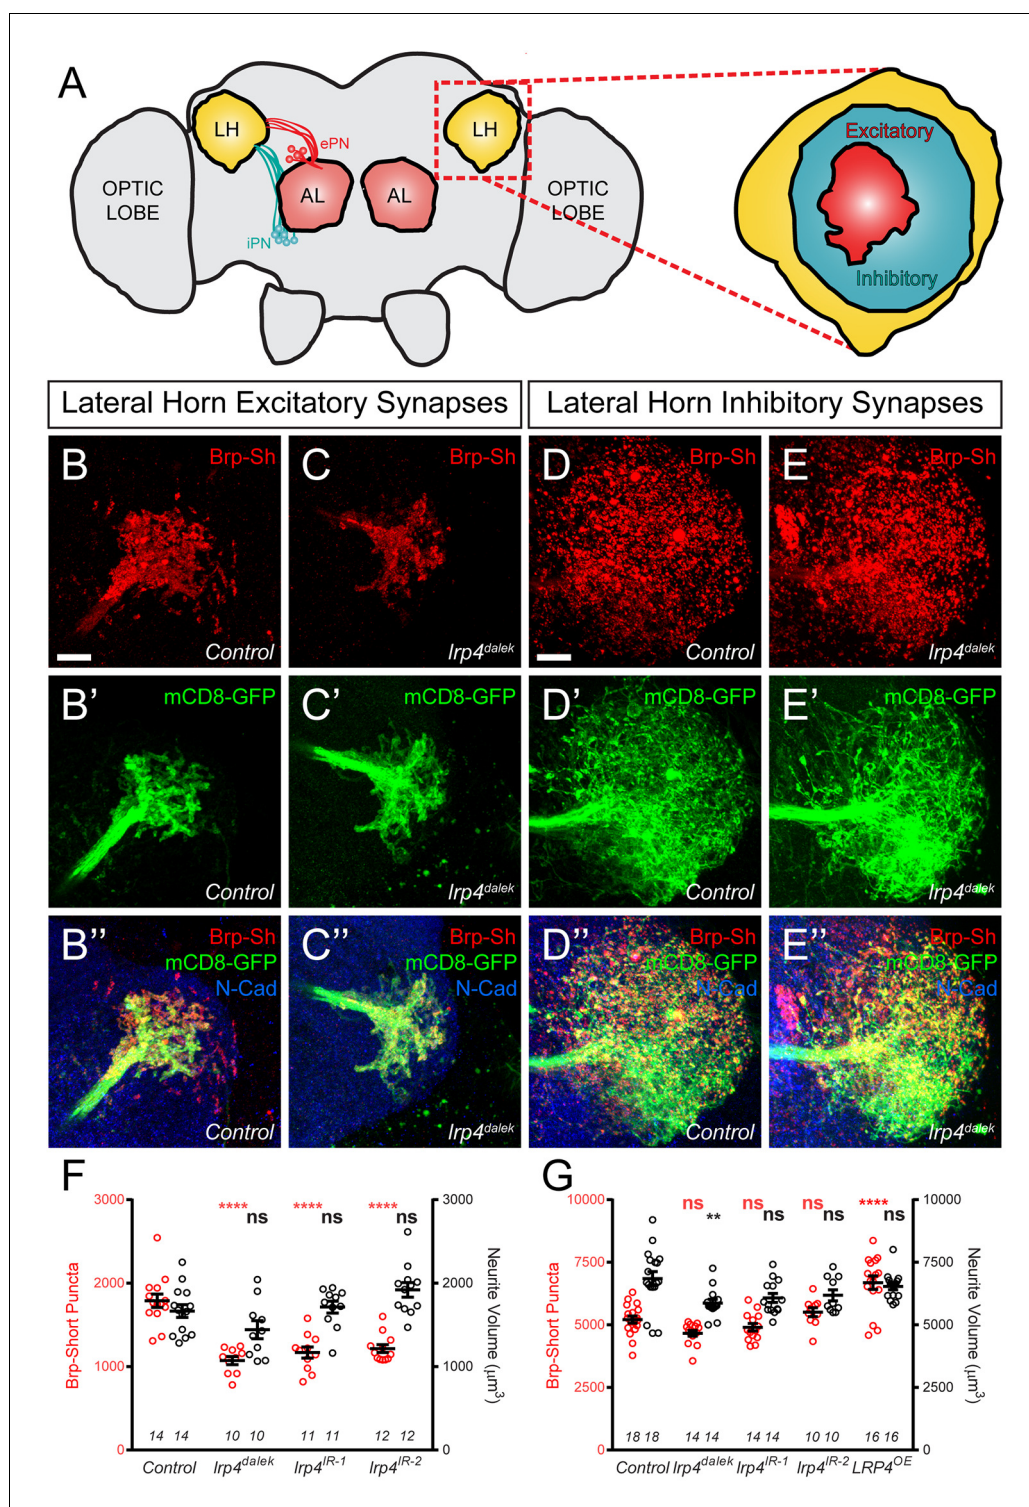 A
LH
ePN
AL
AL
iPN
LH
OPTIC
LOBE
OPTIC
LOBE
Excitatory
Inhibitory
Lateral Horn Excitatory Synapses
Lateral Horn Inhibitory Synapses
B
Brp-Sh
Control
C
Brp-Sh
lrp4dalek
D
Brp-Sh
Control
E
Brp-Sh
lrp4dalek
B'
mCD8-GFP
Control
C'
mCD8-GFP
lrp4dalek
D'
mCD8-GFP
Control
E'
mCD8-GFP
lrp4dalek
B''
Brp-Sh
mCD8-GFP
N-Cad
Control
C''
Brp-Sh
mCD8-GFP
N-Cad
lrp4dalek
D''
Brp-Sh
mCD8-GFP
N-Cad
Control
E''
Brp-Sh
mCD8-GFP
N-Cad
lrp4dalek
F
Brp-Short Puncta
3000
2000
1000
0
**** ns
**** ns
**** ns
3000
2000
1000
0
Neurite Volume (μm3)
14 14 10 10 11 11 12 12
Control lrp4dalek lrp4IR-1 lrp4IR-2
G
Brp-Short Puncta
10000
7500
5000
2500
0
ns **
ns ns
ns ns
**** ns
10000
7500
5000
2500
0
Neurite Volume (μm3)
18 18 14 14 14 14 10 10 16 16
Control lrp4dalek lrp4IR-1 lrp4IR-2 LRP4OE